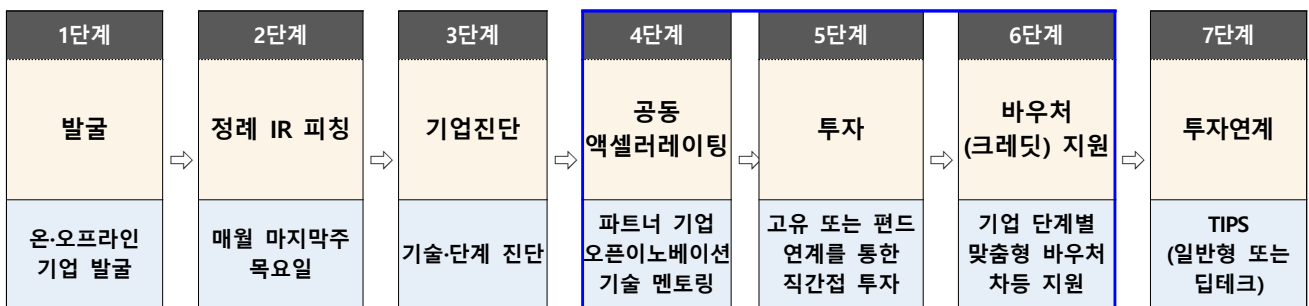 1단계
발굴
온·오프라인
기업 발굴
⇨
2단계
정례 IR 피칭
매월 마지막주
목요일
⇨
3단계
기업진단
기술·단계 진단
⇨
4단계
공동
액셀러레이팅
파트너 기업
오픈이노베이션
기술 멘토링
⇨
5단계
투자
고유 또는 펀드
연계를 통한
직간접 투자
⇨
6단계
바우처
(크레딧) 지원
기업 단계별
맞춤형 바우처
차등 지원
⇨
7단계
투자연계
TIPS
(일반형 또는
딥테크)